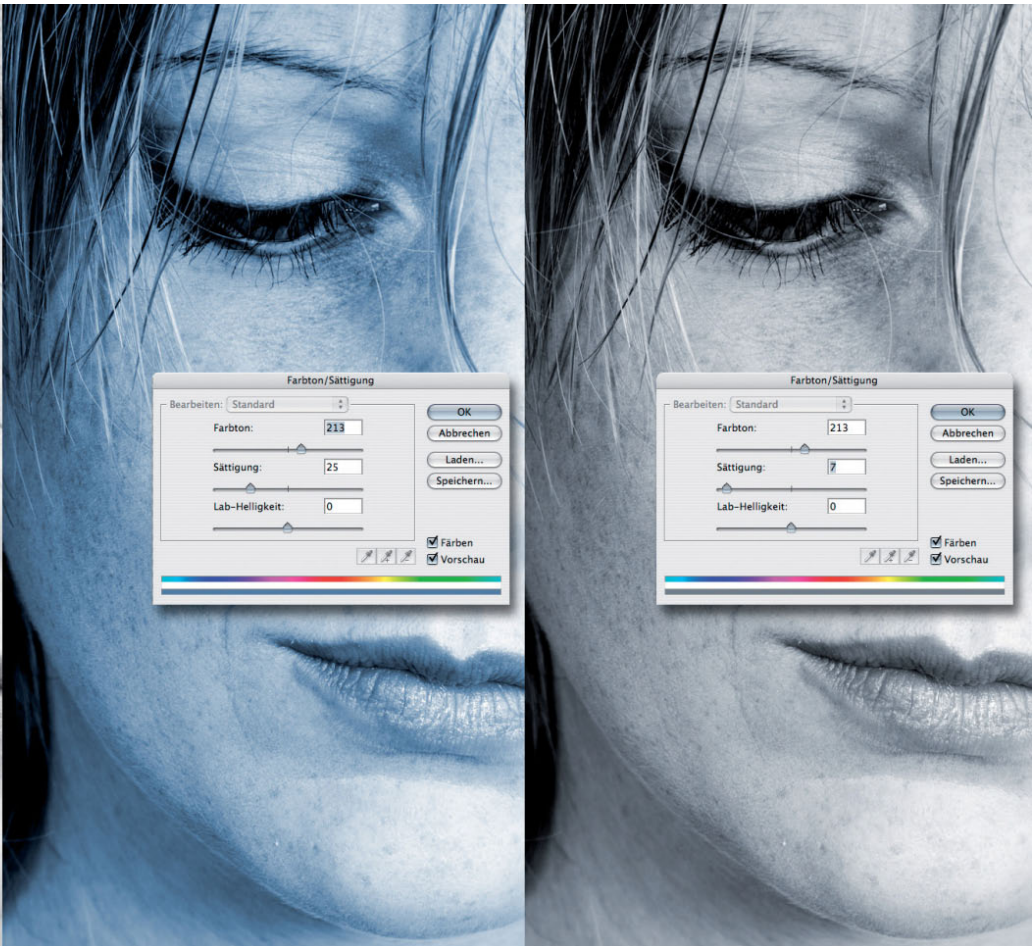 Farbton/Sättigung
Bearbeiten: Standard
OK
Farbton: 213
Abbrechen
Sättigung: 25
Laden...
Speichern...
Lab-Helligkeit: 0
Färben
Vorschau
Farbton/Sättigung
Bearbeiten: Standard
OK
Farbton: 213
Abbrechen
Sättigung: 7
Laden...
Speichern...
Lab-Helligkeit: 0
Färben
Vorschau